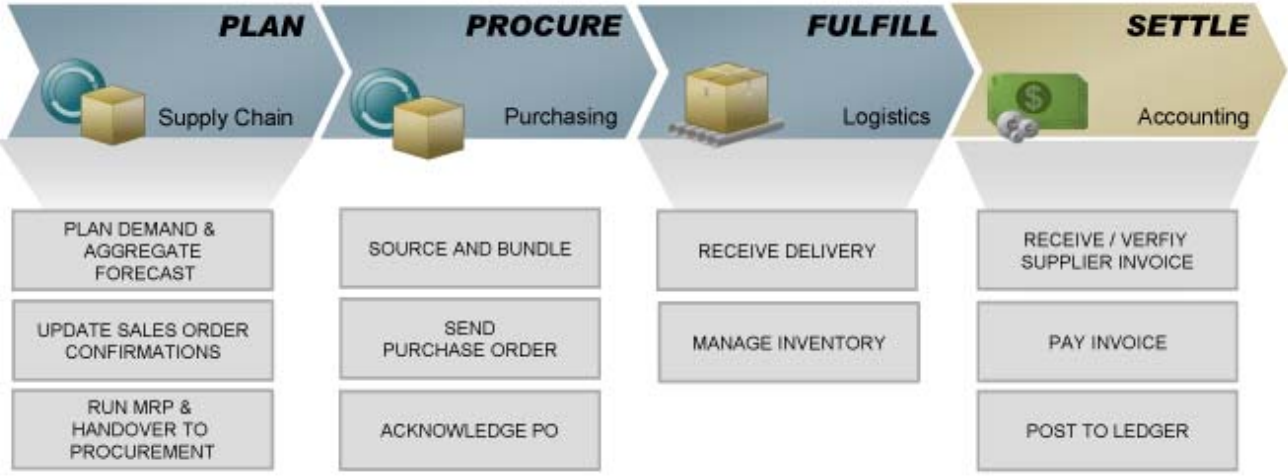 PLAN
Supply Chain
PROCURE
Purchasing
FULFILL
Logistics
SETTLE
Accounting
PLAN DEMAND &
AGGREGATE
FORECAST
UPDATE SALES ORDER
CONFIRMATIONS
RUN MRP &
HANDOVER TO
PROCUREMENT
SOURCE AND BUNDLE
SEND
PURCHASE ORDER
ACKNOWLEDGE PO
RECEIVE DELIVERY
MANAGE INVENTORY
RECEIVE / VERFIY
SUPPLIER INVOICE
PAY INVOICE
POST TO LEDGER